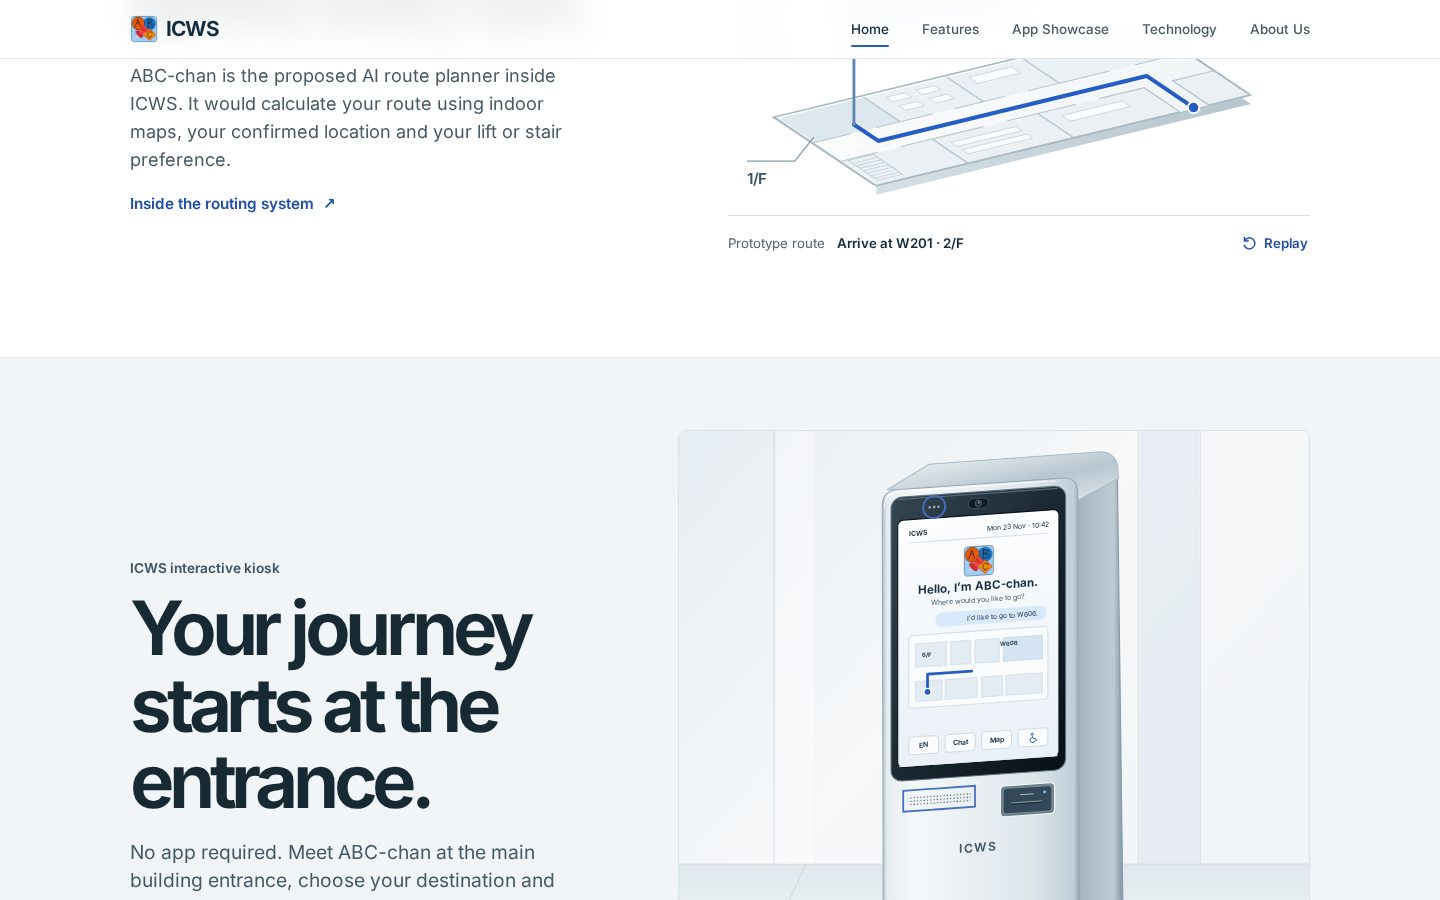 ICWS
Home
Features
App Showcase
Technology
About Us
ABC-chan is the proposed AI route planner inside
ICWS. It would calculate your route using indoor
maps, your confirmed location and your lift or stair
preference.
Inside the routing system ↗
1/F
Prototype route Arrive at W201 · 2/F
Replay
ICWS interactive kiosk
Your journey
starts at the
entrance.
No app required. Meet ABC-chan at the main
building entrance, choose your destination and
ICWS
Mon 23 Nov · 10:42
A B
C
Hello, I'm ABC-chan.
Where would you like to go?
I'd like to go to W606.
6/F
W606
EN
Chat
Map
ICWS